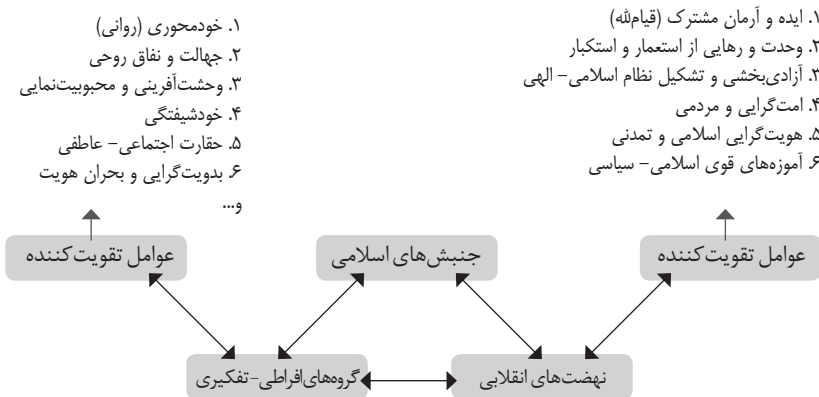 ۱. ایده و آرمان مشترک (قیام‌لله)
۲. وحدت و رهایی از استعمار و استکبار
۳. آزادی‌بخشی و تشکیل نظام اسلامی– الهی
۴. امت‌گرایی و مردمی
۵. هویت‌گرایی اسلامی و تمدنی
۶. آموزه‌های قوی اسلامی– سیاسی
۱. خودمحوری (روانی)
۲. جهالت و نفاق روحی
۳. وحشت‌آفرینی و محبوبیت‌نمایی
۴. خودشیفتگی
۵. حقارت اجتماعی– عاطفی
۶. بدویت‌گرایی و بحران هویت
و...
عوامل تقویت‌کننده
جنبش‌های اسلامی
عوامل تقویت‌کننده
نهضت‌های انقلابی
گروه‌های‌افراطی-تفکیری